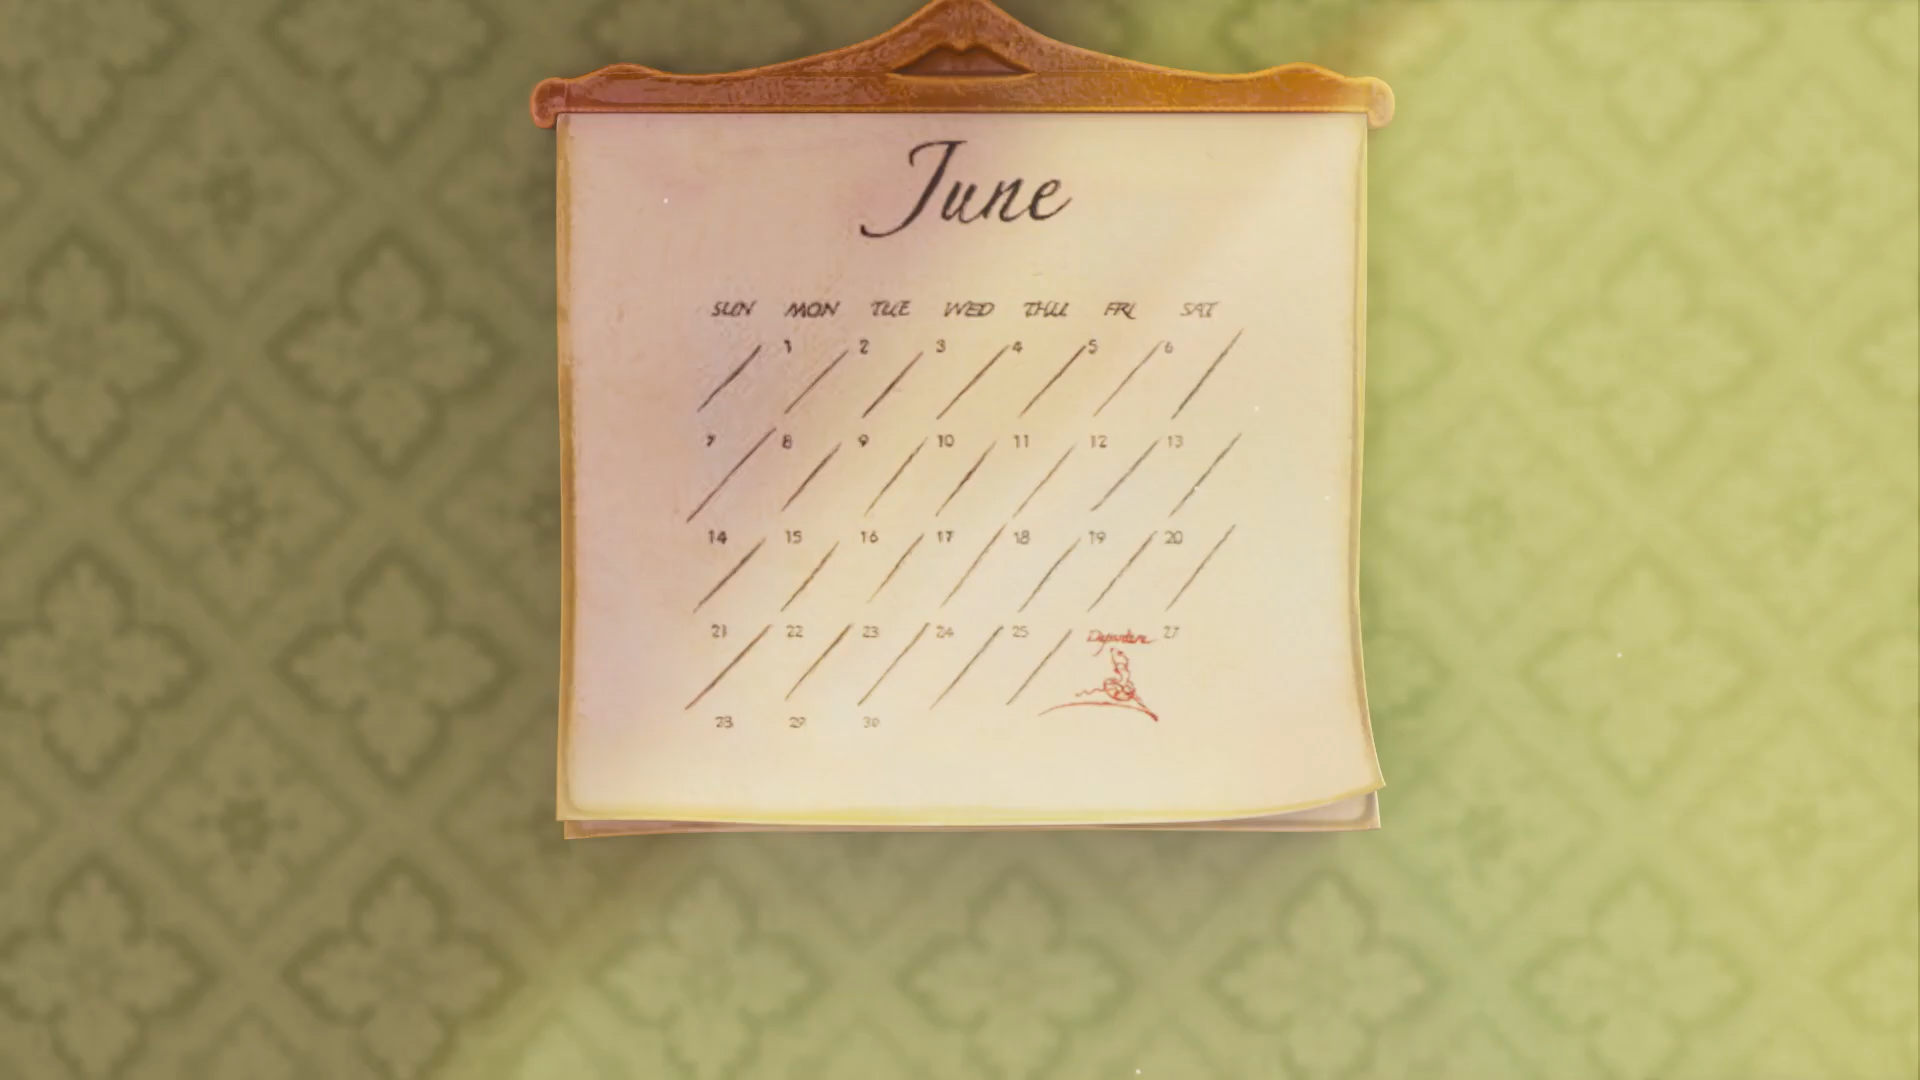 June
SUN MON TUE WED THU FRI SAT
1 2 3 4 5 6
7 8 9 10 11 12 13
14 15 16 17 18 19 20
21 22 23 24 25 Departure 27
28 29 30